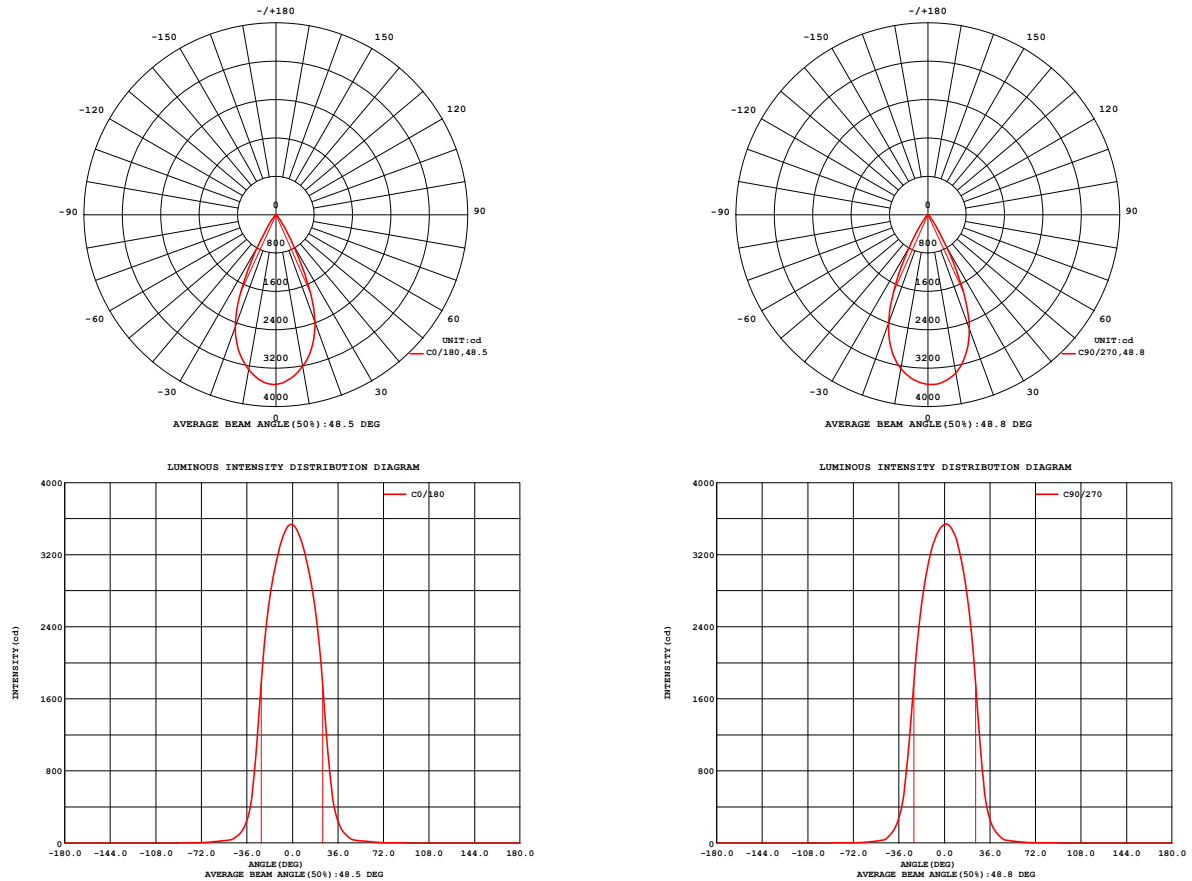 -/+180
-150
150
-120
120
-90
90
0
800
1600
2400
3200
4000
-60
60
-30
30
0
UNIT:cd
C0/180,48.5
AVERAGE BEAM ANGLE(50%):48.5 DEG
-/+180
-150
150
-120
120
-90
90
0
800
1600
2400
3200
4000
-60
60
-30
30
0
UNIT:cd
C90/270,48.8
AVERAGE BEAM ANGLE(50%):48.8 DEG
LUMINOUS INTENSITY DISTRIBUTION DIAGRAM
C0/180
INTENSITY(cd)
4000
3200
2400
1600
800
0
-180.0 -144.0 -108.0 -72.0 -36.0 0.0 36.0 72.0 108.0 144.0 180.0
ANGLE(DEG)
AVERAGE BEAM ANGLE(50%):48.5 DEG
LUMINOUS INTENSITY DISTRIBUTION DIAGRAM
C90/270
INTENSITY(cd)
4000
3200
2400
1600
800
0
-180.0 -144.0 -108.0 -72.0 -36.0 0.0 36.0 72.0 108.0 144.0 180.0
ANGLE(DEG)
AVERAGE BEAM ANGLE(50%):48.8 DEG